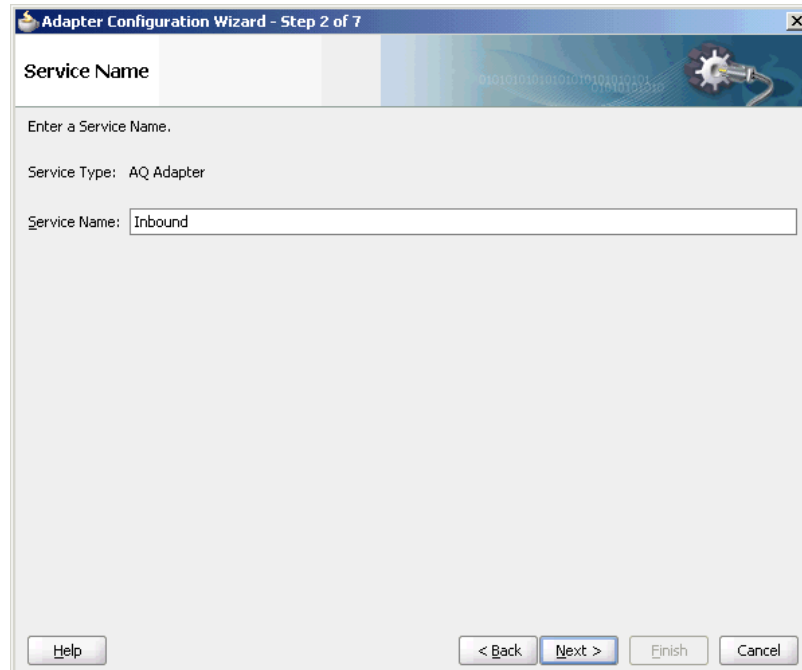 Adapter Configuration Wizard - Step 2 of 7
Service Name
Enter a Service Name.
Service Type: AQ Adapter
Service Name: Inbound
Help
< Back
Next >
Finish
Cancel